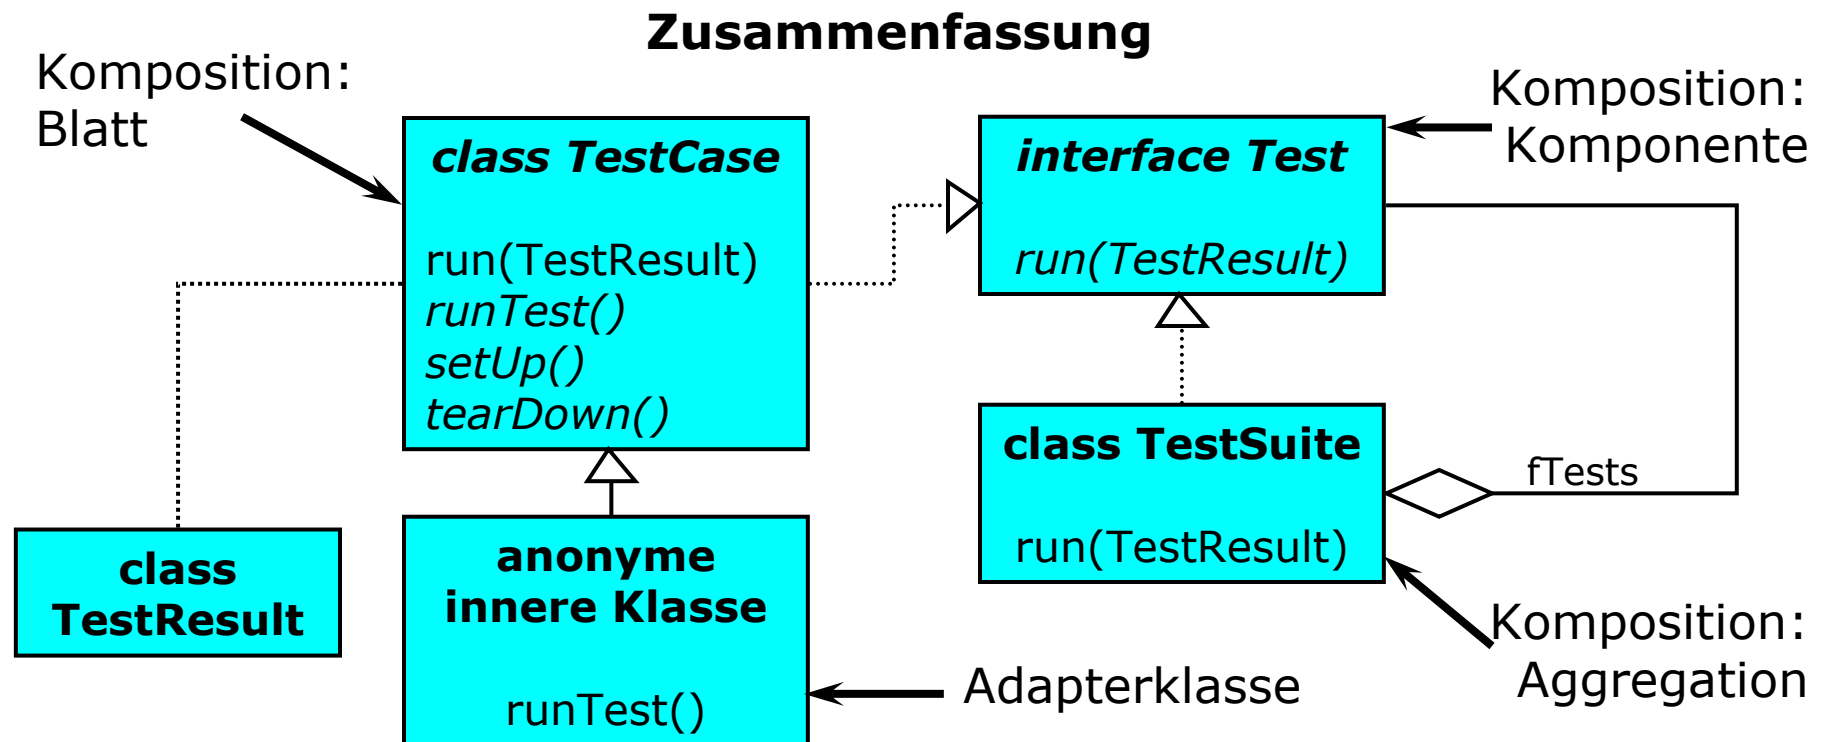 Zusammenfassung
Komposition:
Blatt
class TestCase
run(TestResult)
runTest()
setUp()
tearDown()
interface Test
run(TestResult)
Komposition:
Komponente
class TestSuite
run(TestResult)
fTests
class
TestResult
anonyme
innere Klasse
runTest()
Adapterklasse
Komposition:
Aggregation